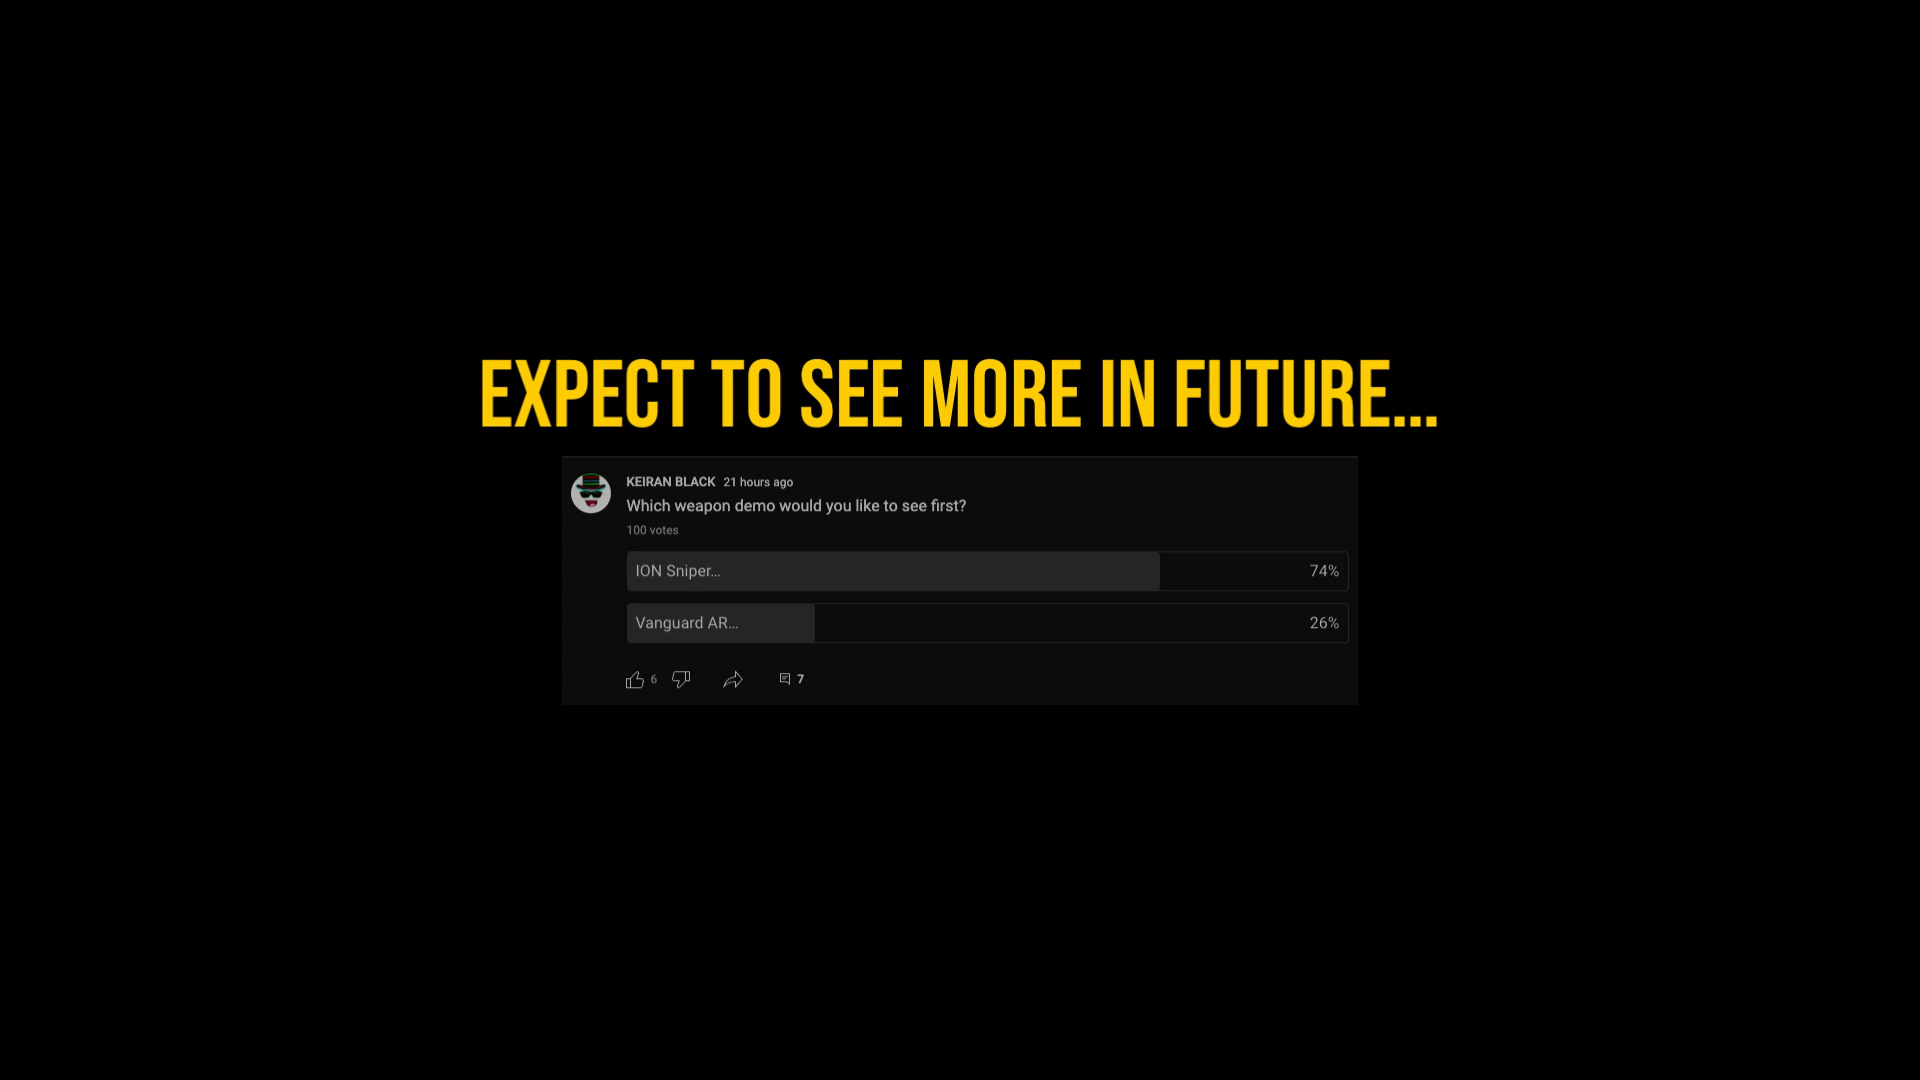 EXPECT TO SEE MORE IN FUTURE...
KEIRAN BLACK 21 hours ago
Which weapon demo would you like to see first?
100 votes
ION Sniper... 74%
Vanguard AR... 26%
6 7